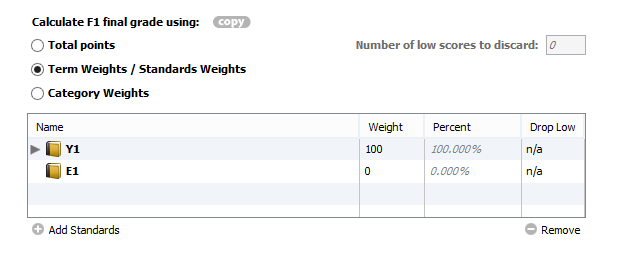 Calculate F1 final grade using: copy
Total points
Number of low scores to discard: 0
Term Weights / Standards Weights
Category Weights
Name Weight Percent Drop Low
Y1 100 100.000% n/a
E1 0 0.000% n/a
Add Standards Remove